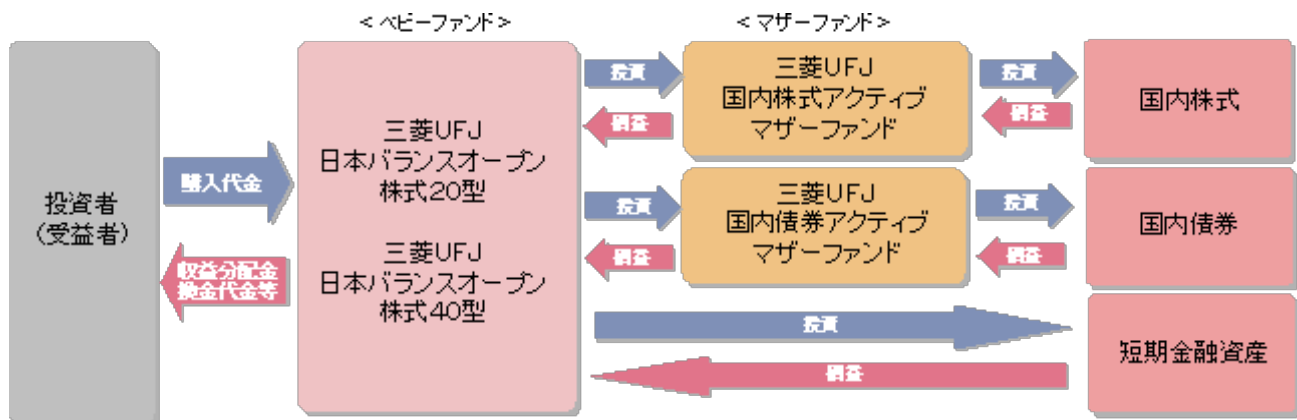 <ベビーファンド>
<マザーファンド>
投資者
(受益者)
購入代金
収益分配金
換金代金等
三菱UFJ
日本バランスオープン
株式20型
三菱UFJ
日本バランスオープン
株式40型
投資
損益
三菱UFJ
国内株式アクティブ
マザーファンド
投資
損益
国内株式
投資
損益
三菱UFJ
国内債券アクティブ
マザーファンド
投資
損益
国内債券
投資
損益
短期金融資産